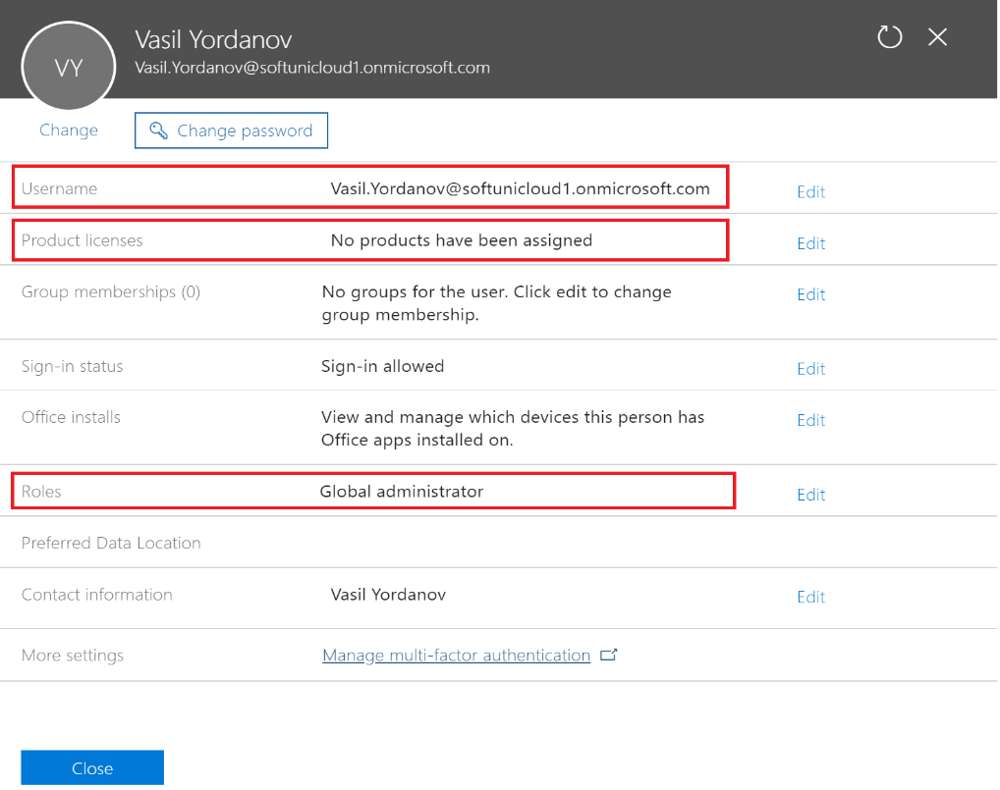 VY
Vasil Yordanov
Vasil.Yordanov@softunicloud1.onmicrosoft.com
Change
Change password
Username Vasil.Yordanov@softunicloud1.onmicrosoft.com Edit
Product licenses No products have been assigned Edit
Group memberships (0) No groups for the user. Click edit to change Edit
group membership.
Sign-in status Sign-in allowed Edit
Office installs View and manage which devices this person has Edit
Office apps installed on.
Roles Global administrator Edit
Preferred Data Location
Contact information Vasil Yordanov Edit
More settings Manage multi-factor authentication
Close